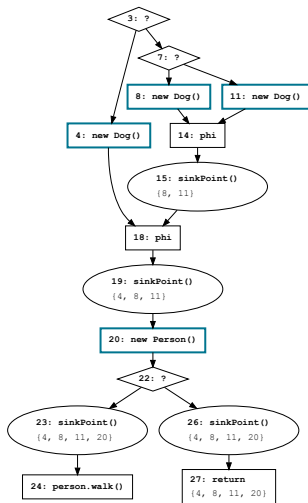 3: ?
7: ?
8: new Dog()
11: new Dog()
4: new Dog()
14: phi
15: sinkPoint()
{8, 11}
18: phi
19: sinkPoint()
{4, 8, 11}
20: new Person()
22: ?
23: sinkPoint()
{4, 8, 11, 20}
26: sinkPoint()
{4, 8, 11, 20}
24: person.walk()
27: return
{4, 8, 11, 20}